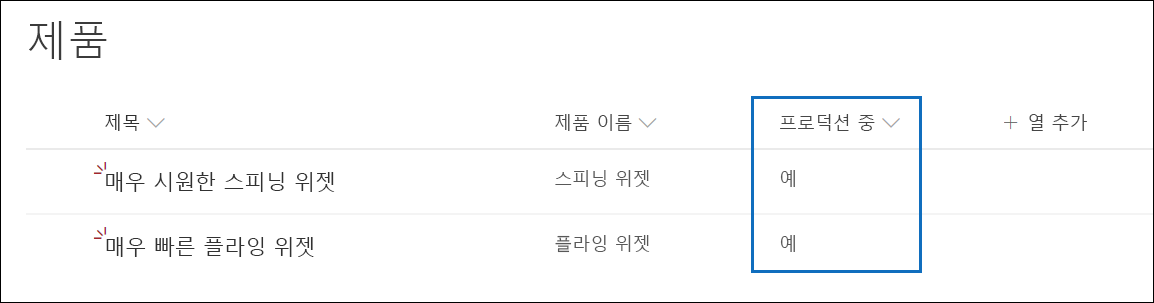 제품
제목 제품 이름 프로덕션 중 + 열 추가
매우 시원한 스피닝 위젯 스피닝 위젯 예
매우 빠른 플라잉 위젯 플라잉 위젯 예